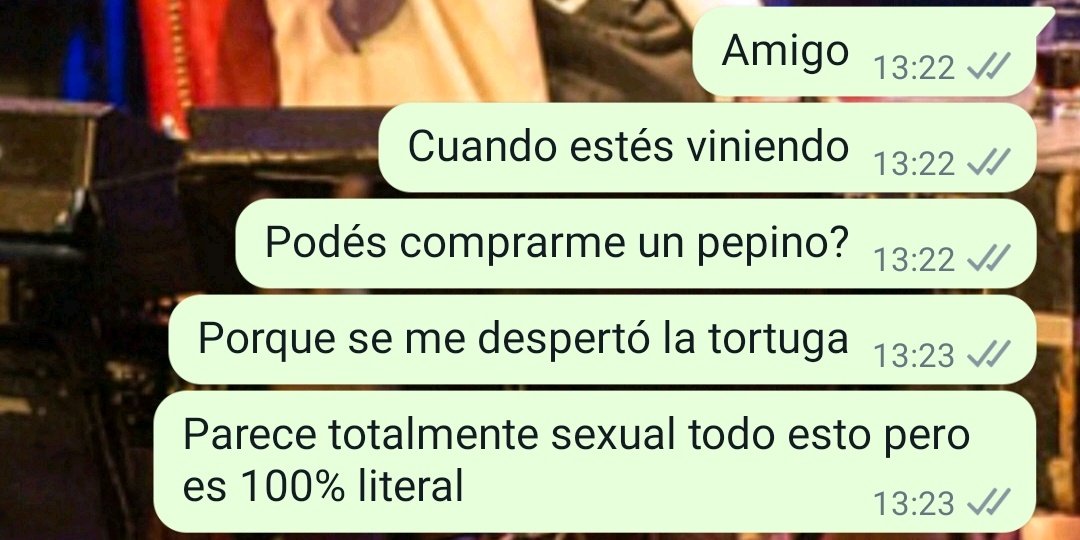 Amigo 13:22
Cuando estés viniendo 13:22
Podés comprarme un pepino? 13:22
Porque se me despertó la tortuga 13:23
Parece totalmente sexual todo esto pero
es 100% literal 13:23